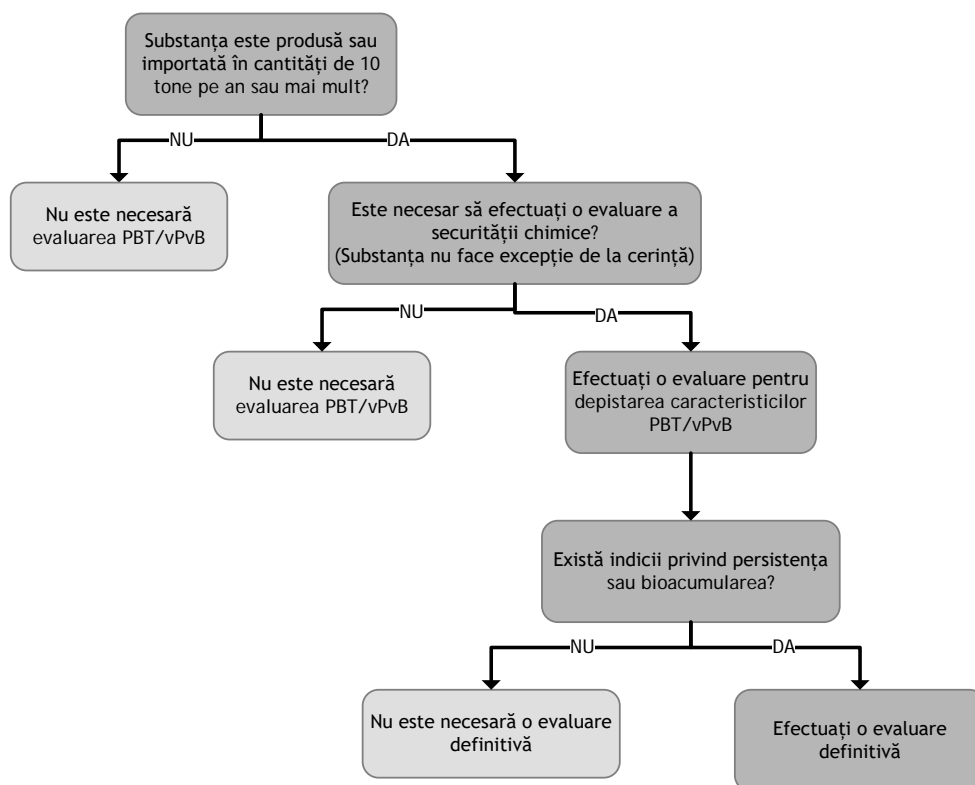 Substanța este produsă sau
importată în cantități de 10
tone pe an sau mai mult?
NU
DA
Nu este necesară
evaluarea PBT/vPvB
Este necesar să efectuați o evaluare a
securității chimice?
(Substanța nu face excepție de la cerință)
NU
DA
Nu este necesară
evaluarea PBT/vPvB
Efectuați o evaluare pentru
depistarea caracteristicilor
PBT/vPvB
Există indicii privind persistența
sau bioacumularea?
NU
DA
Nu este necesară o evaluare
definitivă
Efectuați o evaluare
definitivă